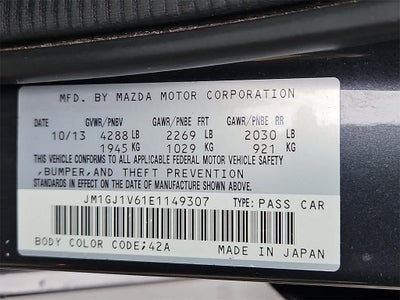 MFD. BY MAZDA MOTOR CORPORATION
DATE GVWR/PNBV GAWR/PNBE FRT GAWR/PNBE RR
10/13 4288 LB 2269 LB 2030 LB
1945 KG 1029 KG 921 KG
THIS VEHICLE CONFORMS TO ALL APPLICABLE FEDERAL MOTOR VEHICLE SAFETY
,BUMPER,AND THEFT PREVENTION
STANDARDS IN EFFECT ON THE DATE OF MANUFACTURE SHOWN ABOVE.
JM1GJ1V61E1149307 TYPE: PASS CAR
BODY COLOR CODE;42A MADE IN JAPAN